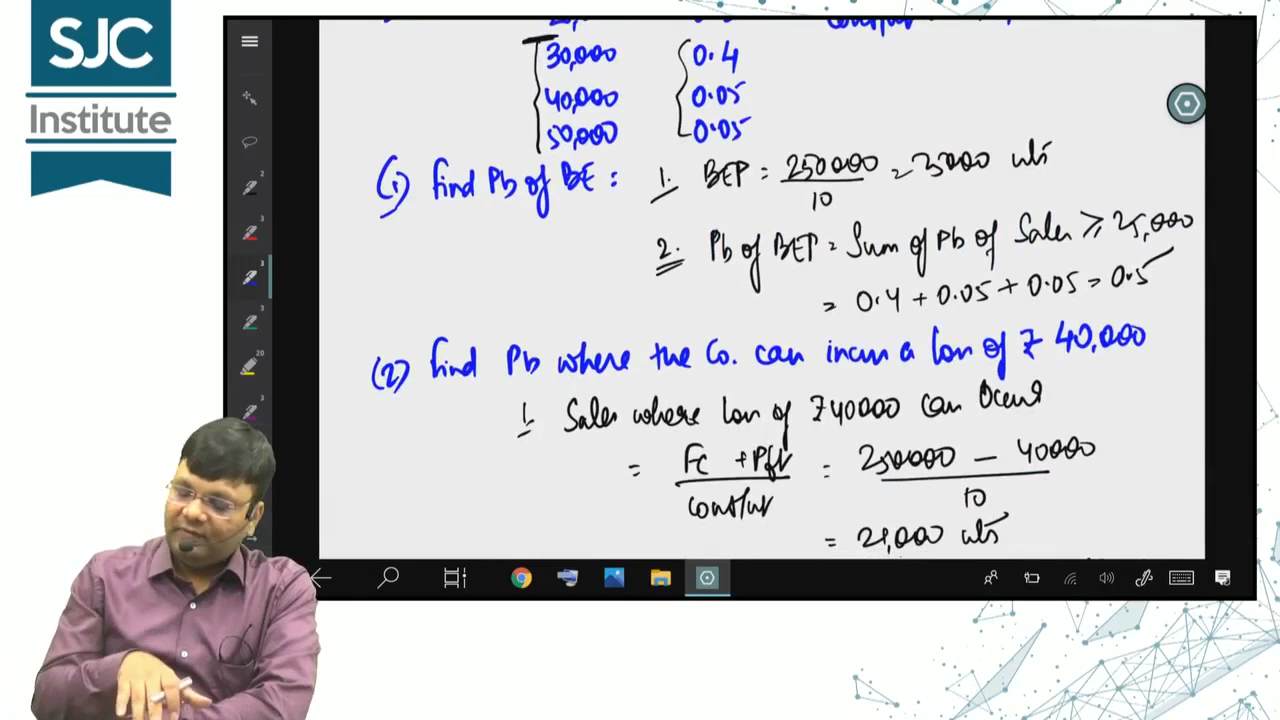 SJC
Institute
30,000 0.4
40,000 0.05
50,000 0.05
(1) find Pb of BE : 1. BEP = 250000 / 10 = 25000 uts
2. Pb of BEP = Sum of Pb of Sales ≥ 25,000
= 0.4 + 0.05 + 0.05 = 0.5
(2) find Pb where the Co. can incur a loss of ₹ 40,000
1. Sales where loss of ₹40000 can Occur
= Fc + Pft / Cont/ut = 250000 - 40000 / 10
= 21,000 uts